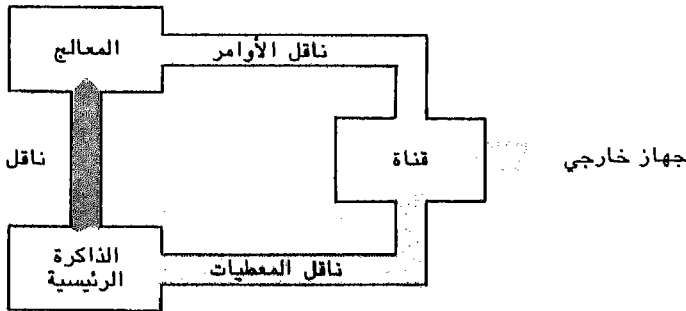 المعالج
ناقل الأوامر
ناقل
قناة
جهاز خارجي
الذاكرة
الرئيسية
ناقل المعطيات